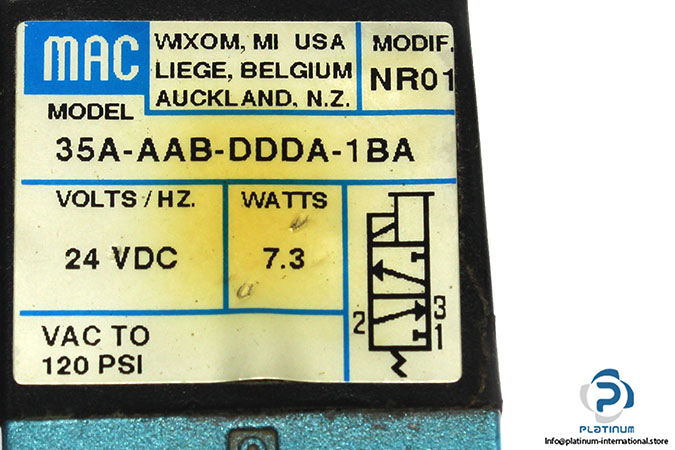 MAC
WIXOM, MI USA
LIEGE, BELGIUM
AUCKLAND, N.Z.
MODIF.
NR01
MODEL
35A-AAB-DDDA-1BA
VOLTS/HZ.
24 VDC
WATTS
7.3
VAC TO
120 PSI
2
3
1
PLATINUM
Info@platinum-international.store